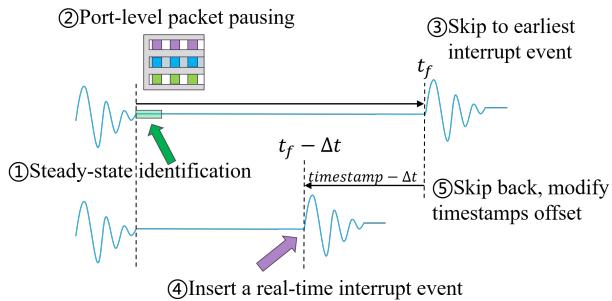 ②Port-level packet pausing
③Skip to earliest
interrupt event
t_f
t_f − Δt
①Steady-state identification
timestamp − Δt
⑤Skip back, modify
timestamps offset
④Insert a real-time interrupt event